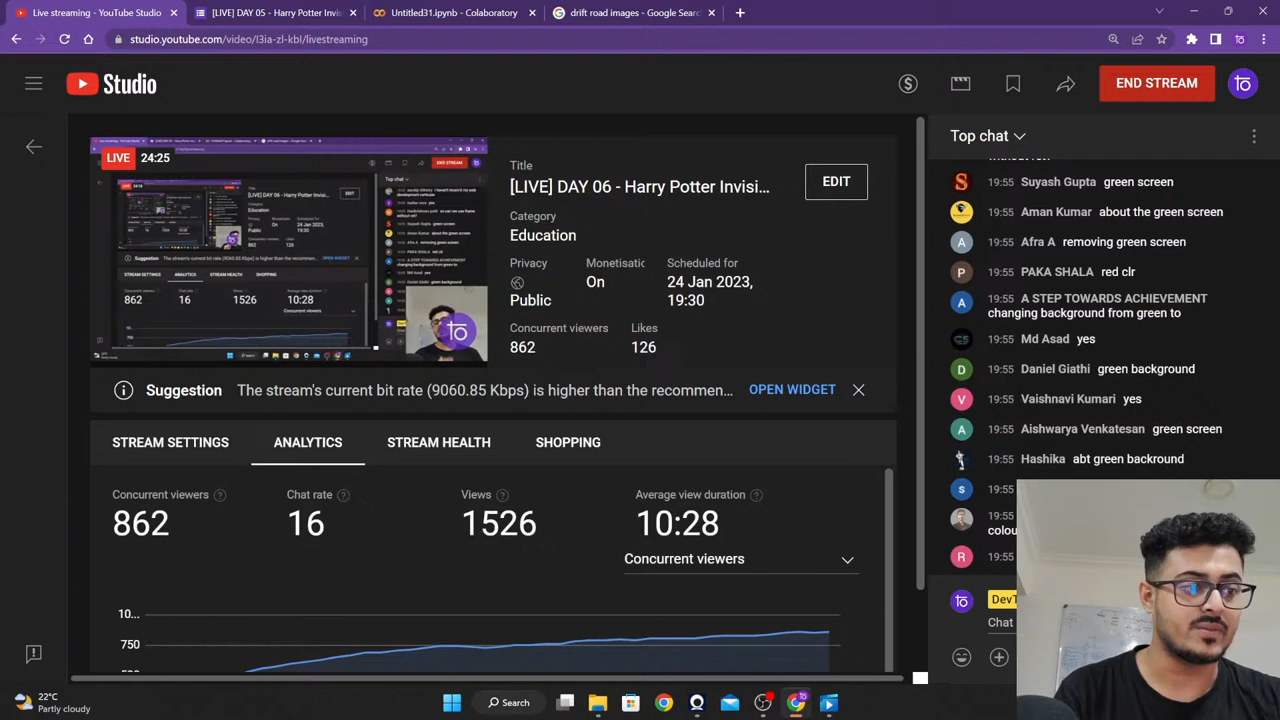 Live streaming - YouTube Studio
[LIVE] DAY 05 - Harry Potter Invis
Untitled31.ipynb - Colaboratory
drift road images - Google Sear
studio.youtube.com/video/l3ia-zl-kbI/livestreaming
Studio
END STREAM
LIVE 24:25
Title
[LIVE] DAY 06 - Harry Potter Invisi...
EDIT
Category
Education
Privacy
Public
Monetisatic
On
Scheduled for
24 Jan 2023,
19:30
Concurrent viewers
862
Likes
126
Suggestion The stream's current bit rate (9060.85 Kbps) is higher than the recommen... OPEN WIDGET
STREAM SETTINGS
ANALYTICS
STREAM HEALTH
SHOPPING
Concurrent viewers
862
Chat rate
16
Views
1526
Average view duration
10:28
Concurrent viewers
10...
750
Top chat
19:55 Suyash Gupta green screen
19:55 Aman Kumar about the green screen
19:55 Afra A removing green screen
19:55 PAKA SHALA red clr
19:55 A STEP TOWARDS ACHIEVEMENT
changing background from green to
19:55 Md Asad yes
19:55 Daniel Giathi green background
19:55 Vaishnavi Kumari yes
19:55 Aishwarya Venkatesan green screen
19:55 Hashika abt green backround
19:55
19:55
colou
19:55
DevT
Chat
22°C
Partly cloudy
Search